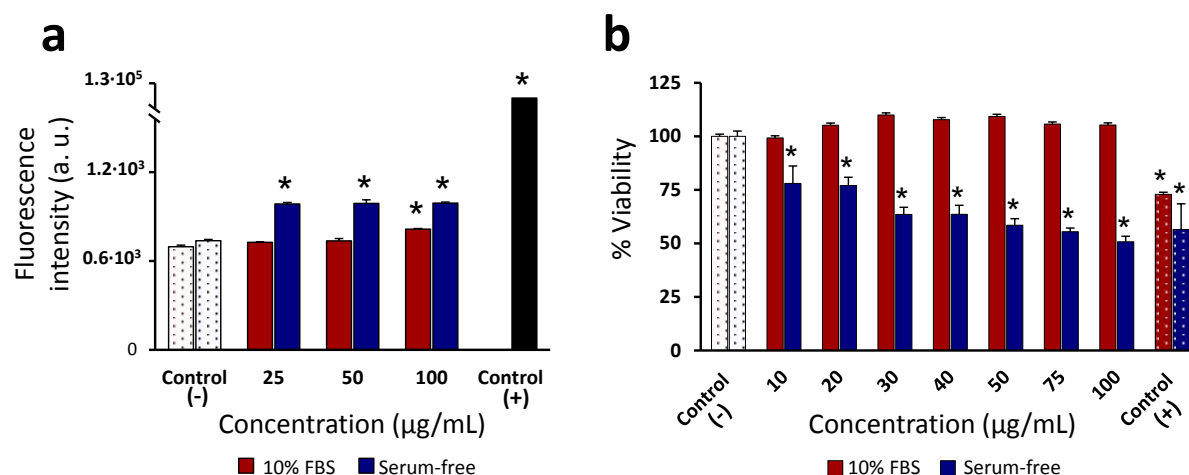 a
Fluorescence
intensity (a. u.)
1.3·10⁵
1.2·10³
0.6·10³
0
*
*
*
*
*
Control
(-)
25
50
100
Control
(+)
Concentration (µg/mL)
10% FBS
Serum-free
b
% Viability
125
100
75
50
25
0
*
*
*
*
*
*
*
*
*
Control
(-)
10
20
30
40
50
75
100
Control
(+)
Concentration (µg/mL)
10% FBS
Serum-free